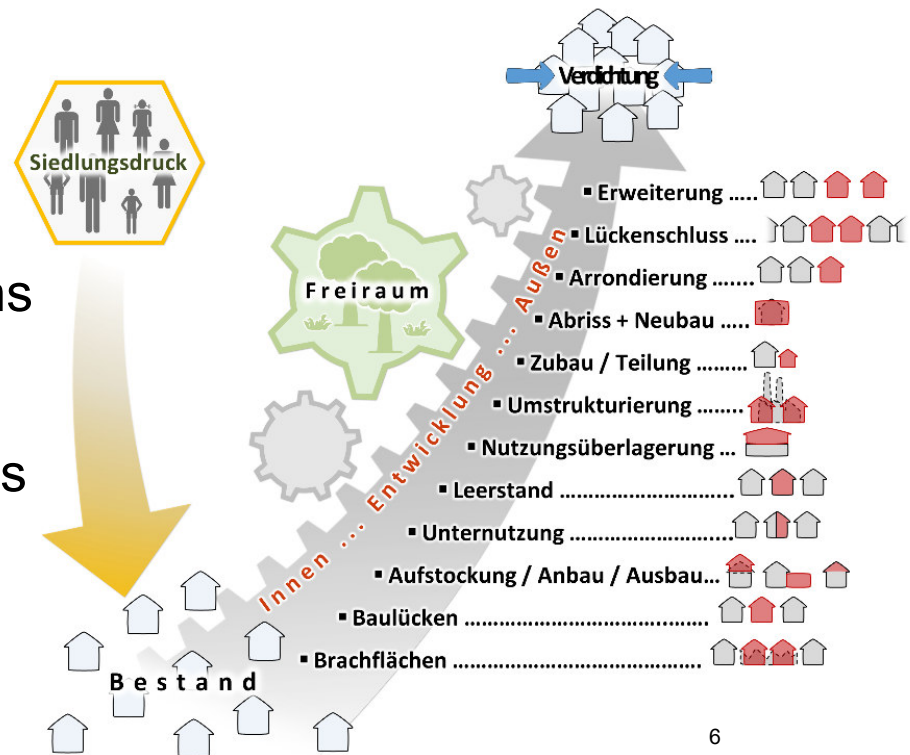 Verdichtung
Siedlungsdruck
▪ Erweiterung .....
▪ Lückenschluss ....
▪ Arrondierung .......
Freiraum
▪ Abriss + Neubau .....
▪ Zubau / Teilung .........
▪ Umstrukturierung ........
▪ Nutzungsüberlagerung ...
▪ Leerstand ..............................
▪ Unternutzung ...........................
▪ Aufstockung / Anbau / Ausbau...
▪ Baulücken ..........................................
▪ Brachflächen ...........................................
Innen ... Entwicklung ... Außen
Bestand
6